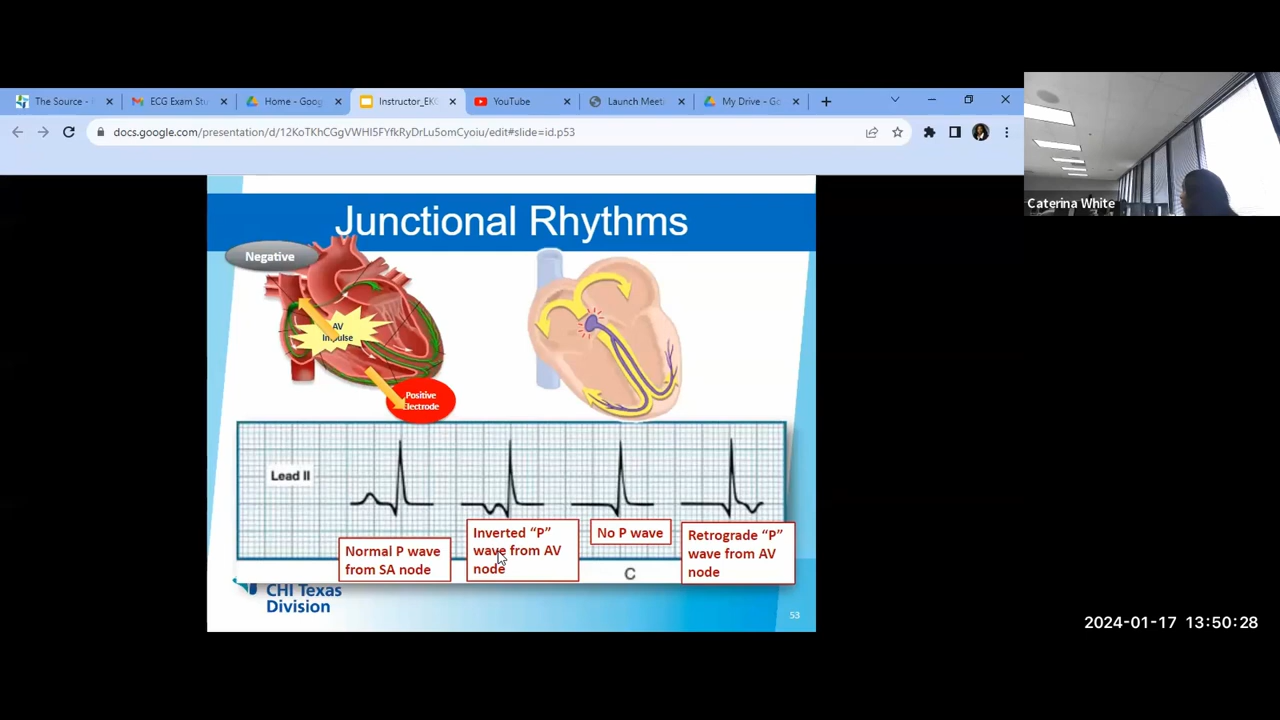 The Source -
ECG Exam Stu
Home - Goog
Instructor_EKG
YouTube
Launch Meeti
My Drive - Go
docs.google.com/presentation/d/12KoTKhCGgVWHI5FYfkRyDrLu5omCyoiu/edit#slide=id.p53
Caterina White
Junctional Rhythms
Negative
AV
Impulse
Positive
Electrode
Lead II
Normal P wave
from SA node
Inverted “P”
wave from AV
node
No P wave
C
Retrograde “P”
wave from AV
node
CHI Texas
Division
53
2024-01-17 13:50:28